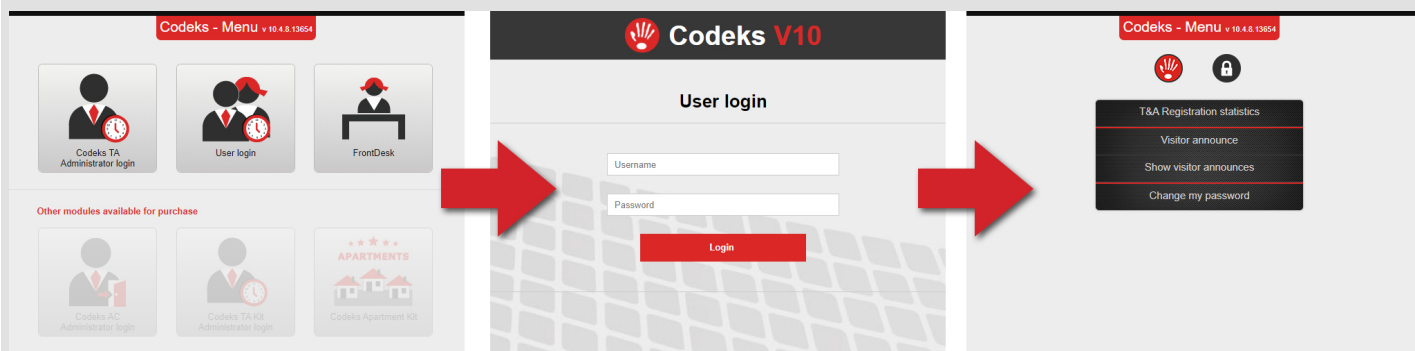 Codeks - Menu v 10.4.8.13654
Codeks TA
Administrator login
User login
FrontDesk
Other modules available for purchase
Codeks AC
Administrator login
Codeks TA Kit
Administrator login
APARTMENTS
Codeks Apartment Kit
Codeks V10
User login
Username
Password
Login
Codeks - Menu v 10.4.8.13654
T&A Registration statistics
Visitor announce
Show visitor announces
Change my password